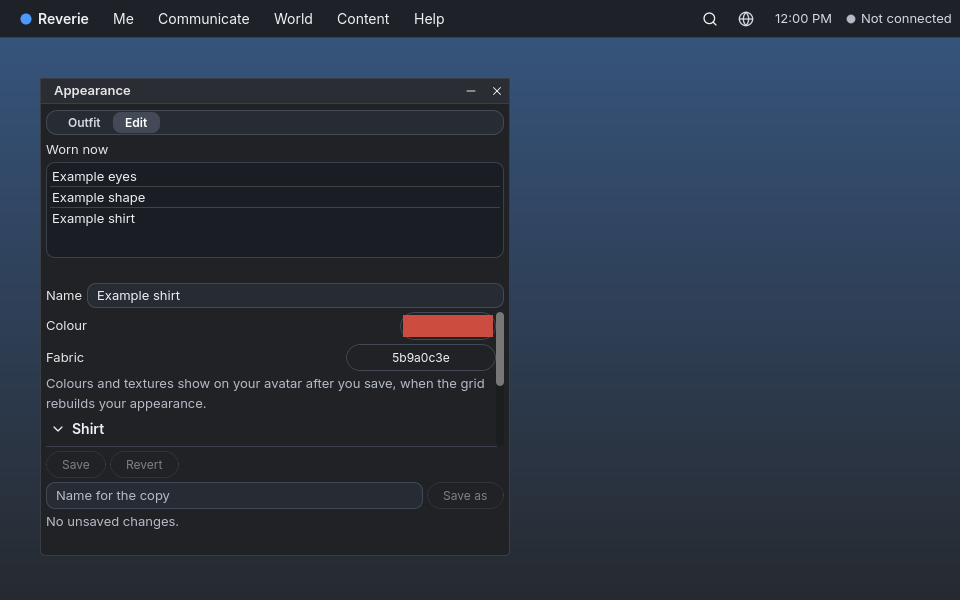 Reverie Me Communicate World Content Help 12:00 PM Not connected
Appearance
Outfit Edit
Worn now
Example eyes
Example shape
Example shirt
Name Example shirt
Colour
Fabric 5b9a0c3e
Colours and textures show on your avatar after you save, when the grid
rebuilds your appearance.
Shirt
Save Revert
Name for the copy Save as
No unsaved changes.